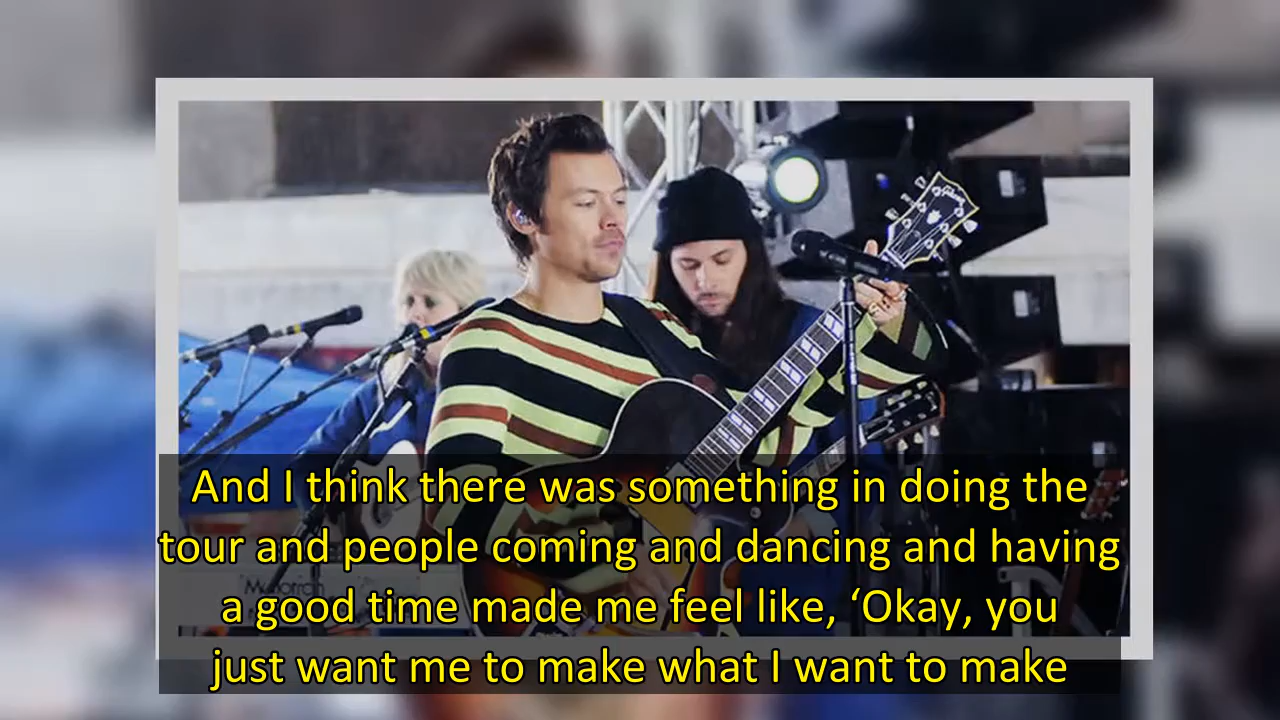 Gibson
And I think there was something in doing the
tour and people coming and dancing and having
a good time made me feel like, ‘Okay, you
just want me to make what I want to make